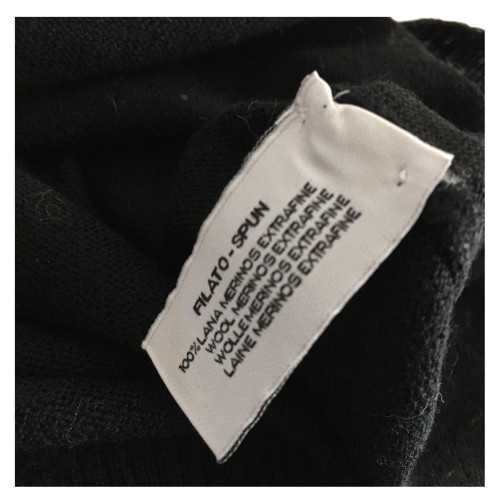 FILATO - SPUN
100% LANA MERINOS EXTRAFINE
WOOL MERINOS EXTRAFINE
WOLLE MERINOS EXTRAFINE
LAINE MERINOS EXTRAFINE